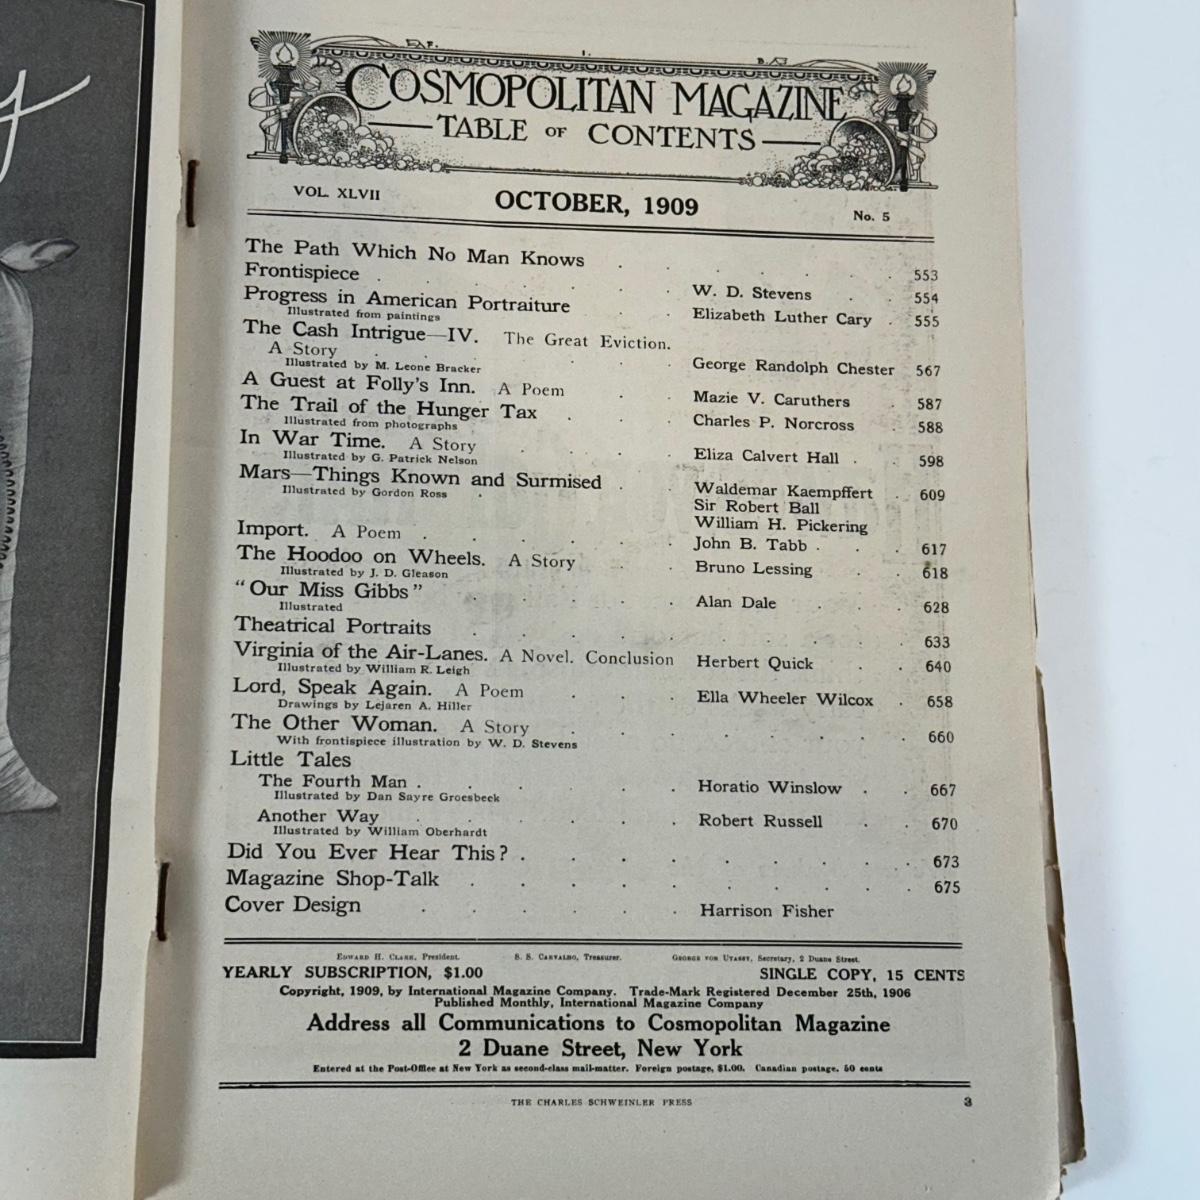 y
COSMOPOLITAN MAGAZINE
TABLE OF CONTENTS
VOL. XLVII OCTOBER, 1909 No. 5
The Path Which No Man Knows . . . . . . 553
Frontispiece . . . . . . W. D. Stevens . . 554
Progress in American Portraiture . . Elizabeth Luther Cary . 555
Illustrated from paintings
The Cash Intrigue—IV. The Great Eviction.
A Story . . . . . . George Randolph Chester 567
Illustrated by M. Leone Bracker
A Guest at Folly's Inn. A Poem . . Mazie V. Caruthers . 587
The Trail of the Hunger Tax . . . Charles P. Norcross . 588
Illustrated from photographs
In War Time. A Story . . . . Eliza Calvert Hall . . 598
Illustrated by G. Patrick Nelson
Mars—Things Known and Surmised . . Waldemar Kaempffert . 609
Illustrated by Gordon Ross .
Sir Robert Ball
William H. Pickering
Import. A Poem . . . . . . John B. Tabb . . . 617
The Hoodoo on Wheels. A Story . . Bruno Lessing . . 618
Illustrated by J. D. Gleason
"Our Miss Gibbs" . . . . Alan Dale . . . 628
Illustrated
Theatrical Portraits . . . . . . . . . . 633
Virginia of the Air-Lanes. A Novel. Conclusion Herbert Quick . . 640
Illustrated by William R. Leigh
Lord, Speak Again. A Poem . . . Ella Wheeler Wilcox . 658
Drawings by Lejaren A. Hiller
The Other Woman. A Story . . . . . . . . 660
With frontispiece illustration by W. D. Stevens
Little Tales
The Fourth Man . . . . . . Horatio Winslow . . 667
Illustrated by Dan Sayre Groesbeck
Another Way . . . . . . Robert Russell . . 670
Illustrated by William Oberhardt
Did You Ever Hear This? . . . . . . . . . . 673
Magazine Shop-Talk . . . . . . . . . . 675
Cover Design . . . . . Harrison Fisher
EDWARD H. CLARK, President. S. S. CARVALHO, Treasurer. GEORGE VON UTASSY, Secretary, 2 Duane Street.
YEARLY SUBSCRIPTION, $1.00 SINGLE COPY, 15 CENTS
Copyright, 1909, by International Magazine Company. Trade-Mark Registered December 25th, 1906
Published Monthly, International Magazine Company
Address all Communications to Cosmopolitan Magazine
2 Duane Street, New York
Entered at the Post-Office at New York as second-class mail-matter. Foreign postage, $1.00. Canadian postage, 50 cents
THE CHARLES SCHWEINLER PRESS 3